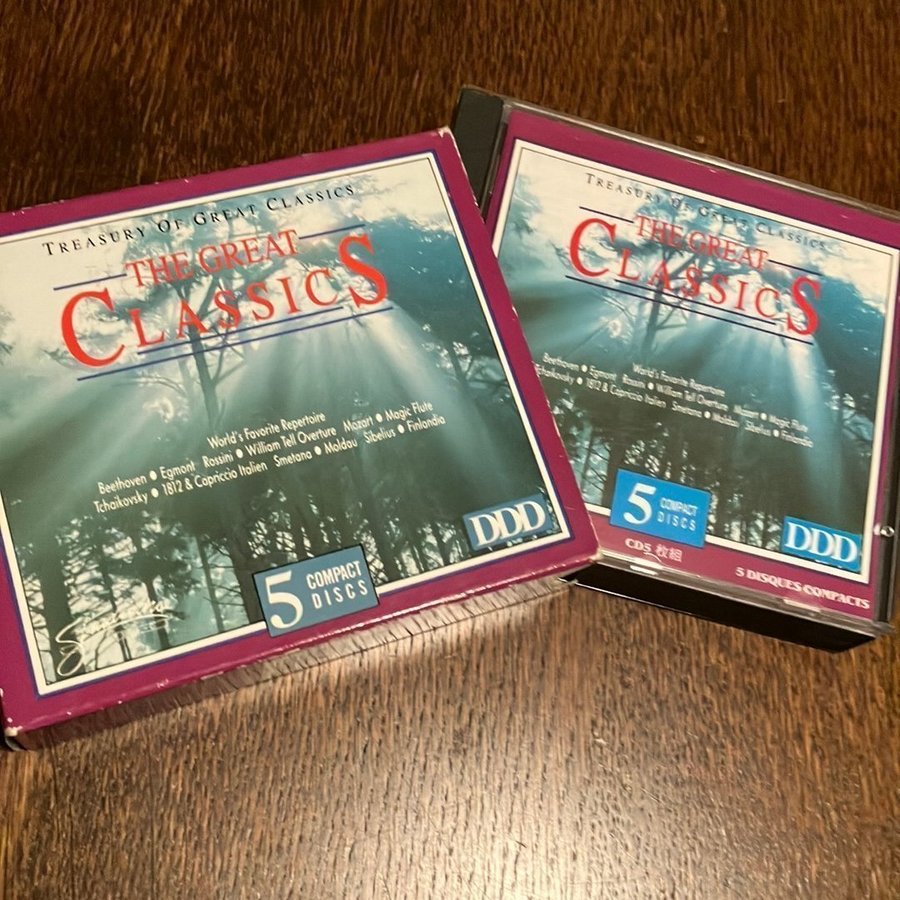 TREASURY OF GREAT CLASSICS
THE GREAT
CLASSICS
World's Favorite Repertoire
Beethoven • Egmont Rossini • William Tell Overture Mozart • Magic Flute
Tchaikovsky • 1812 & Capriccio Italien Smetana • Moldau Sibelius • Finlandia
DDD
5 COMPACT
DISCS
TREASURY OF GREAT CLASSICS
THE GREAT
CLASSICS
World's Favorite Repertoire
Beethoven • Egmont Rossini • William Tell Overture Mozart • Magic Flute
Tchaikovsky • 1812 & Capriccio Italien Smetana • Moldau Sibelius • Finlandia
5 COMPACT
DISCS
DDD
CD5 枚組
5 DISQUES COMPACTS